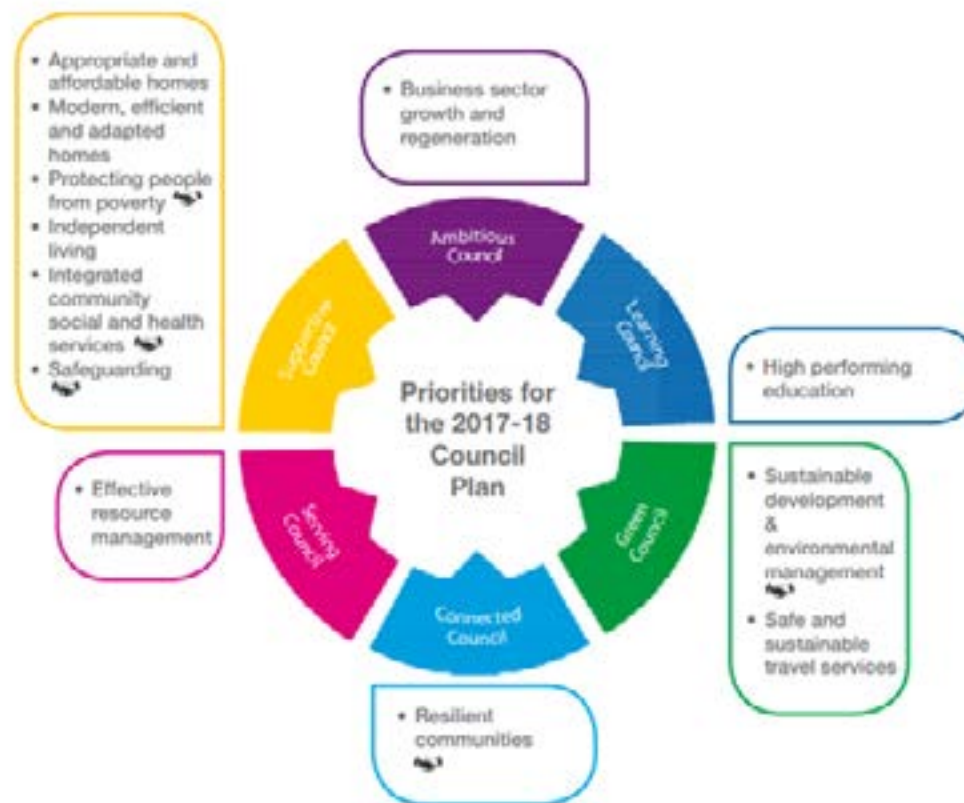 • Appropriate and
affordable homes
• Modern, efficient
and adapted
homes
• Protecting people
from poverty
• Independent
living
• Integrated
community
social and health
services
• Safeguarding
• Business sector
growth and
regeneration
Ambitious
Council
Supportive
Council
Learning
Council
Priorities for
the 2017-18
Council
Plan
• High performing
education
• Effective
resource
management
Serving
Council
Green
Council
• Sustainable
development
&
environmental
management
• Safe and
sustainable
travel services
Connected
Council
• Resilient
communities